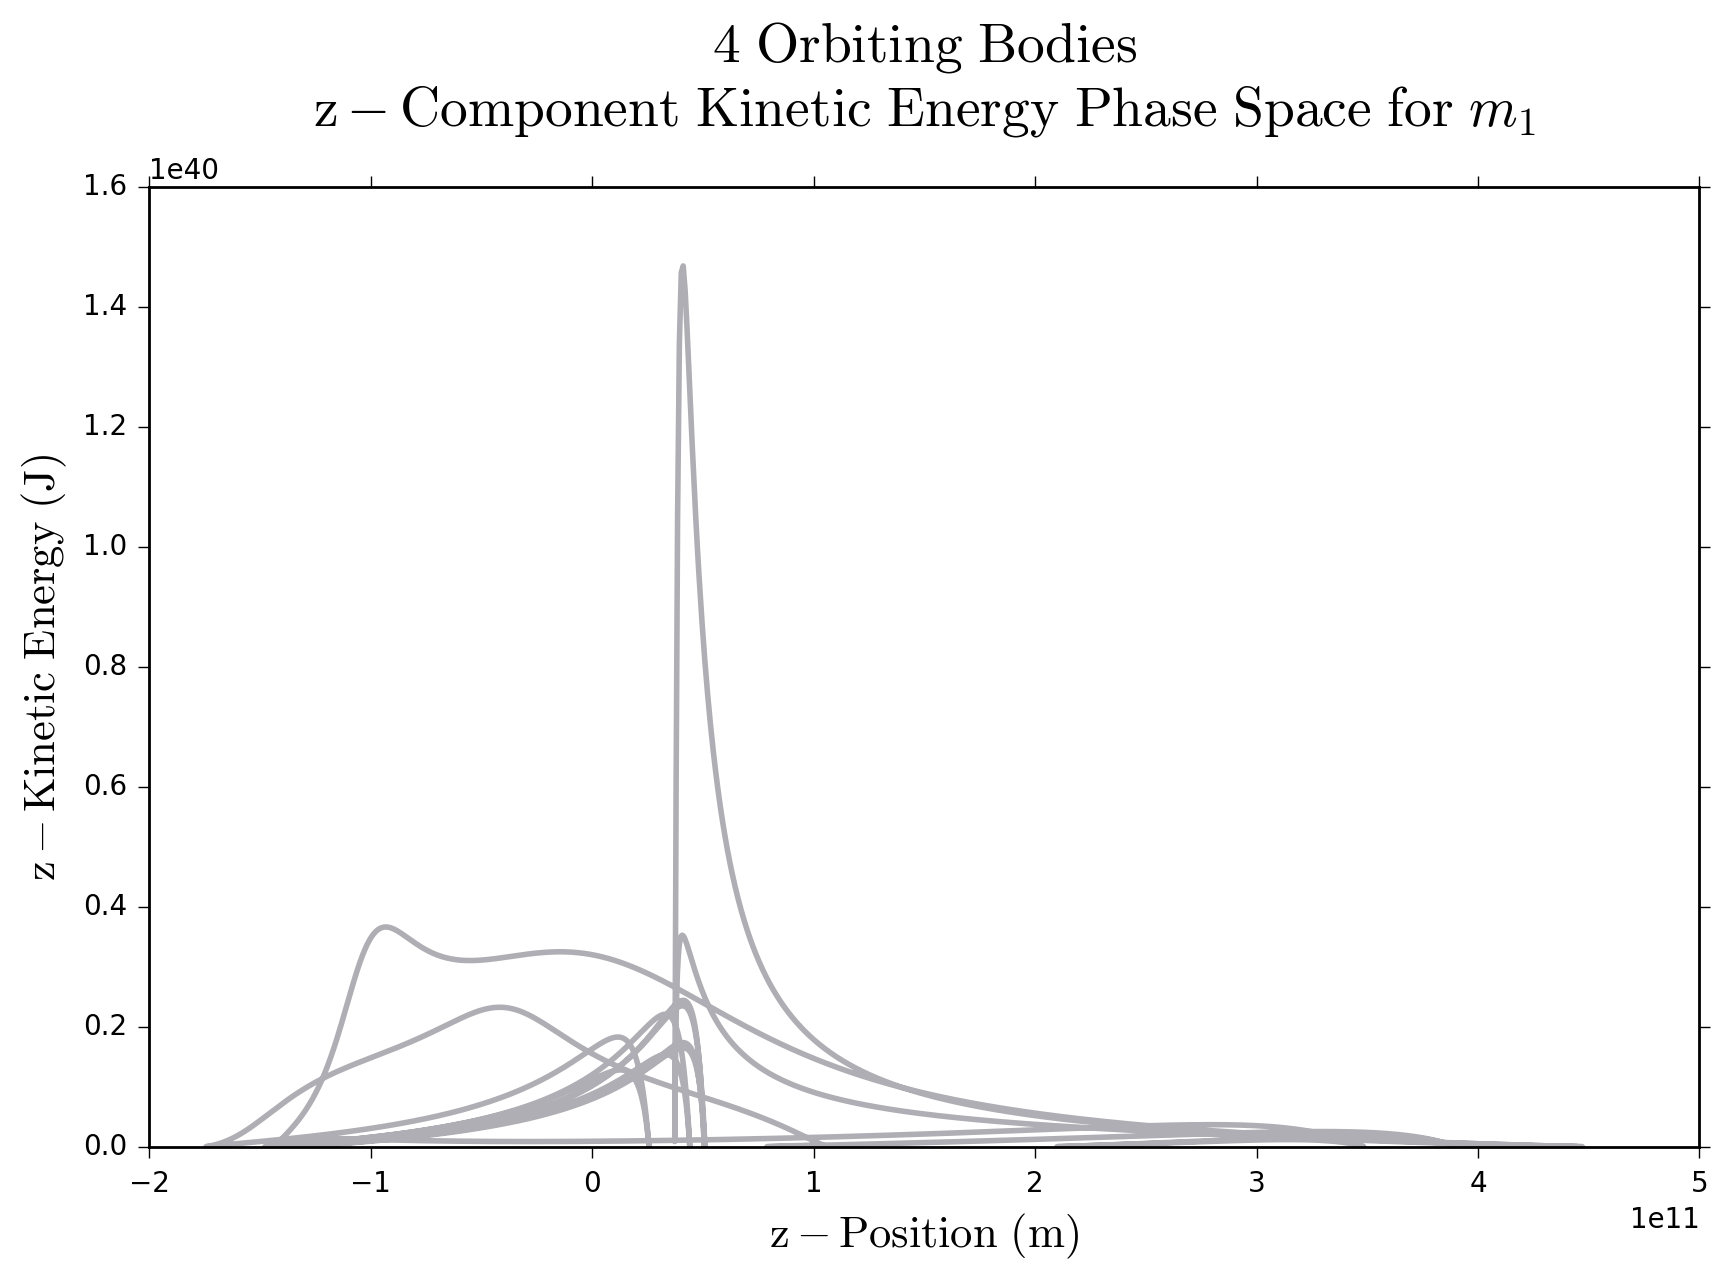 4 Orbiting Bodies
z − Component Kinetic Energy Phase Space for m₁
1e40
1.6
1.4
1.2
1.0
0.8
0.6
0.4
0.2
0.0
z − Kinetic Energy (J)
−2 −1 0 1 2 3 4 5
1e11
z − Position (m)